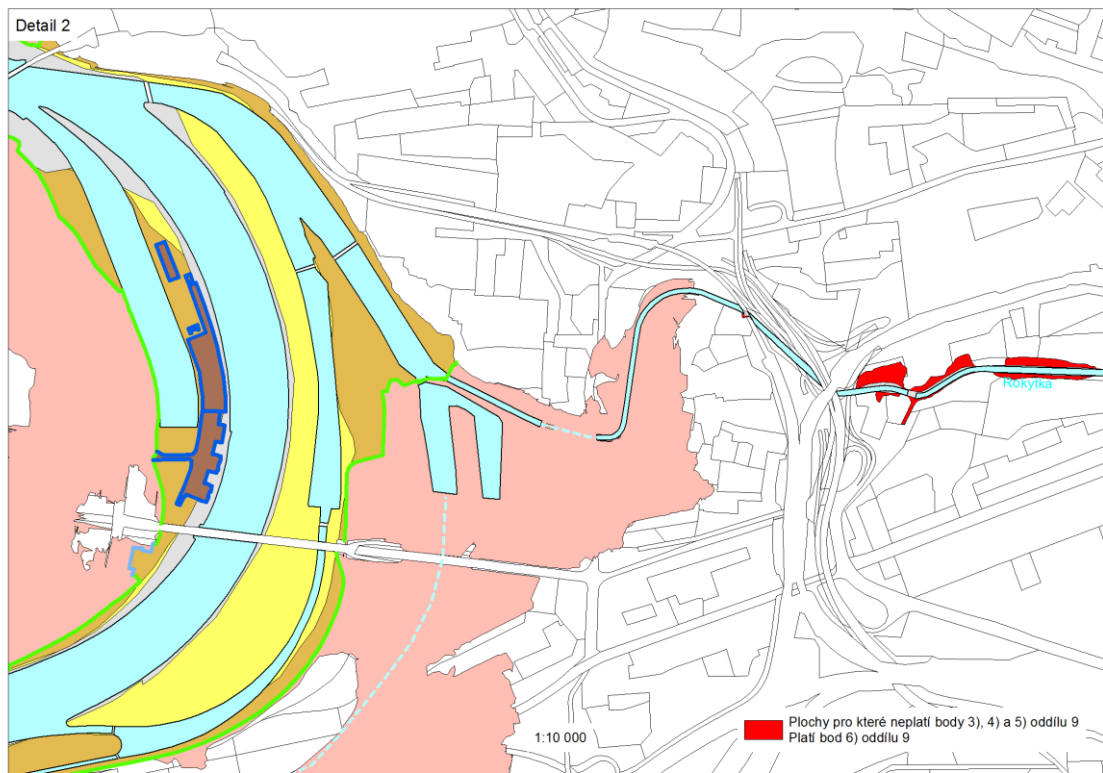 Detail 2
Rokytka
1:10 000
Plochy pro které neplatí body 3), 4) a 5) oddílu 9
Platí bod 6) oddílu 9